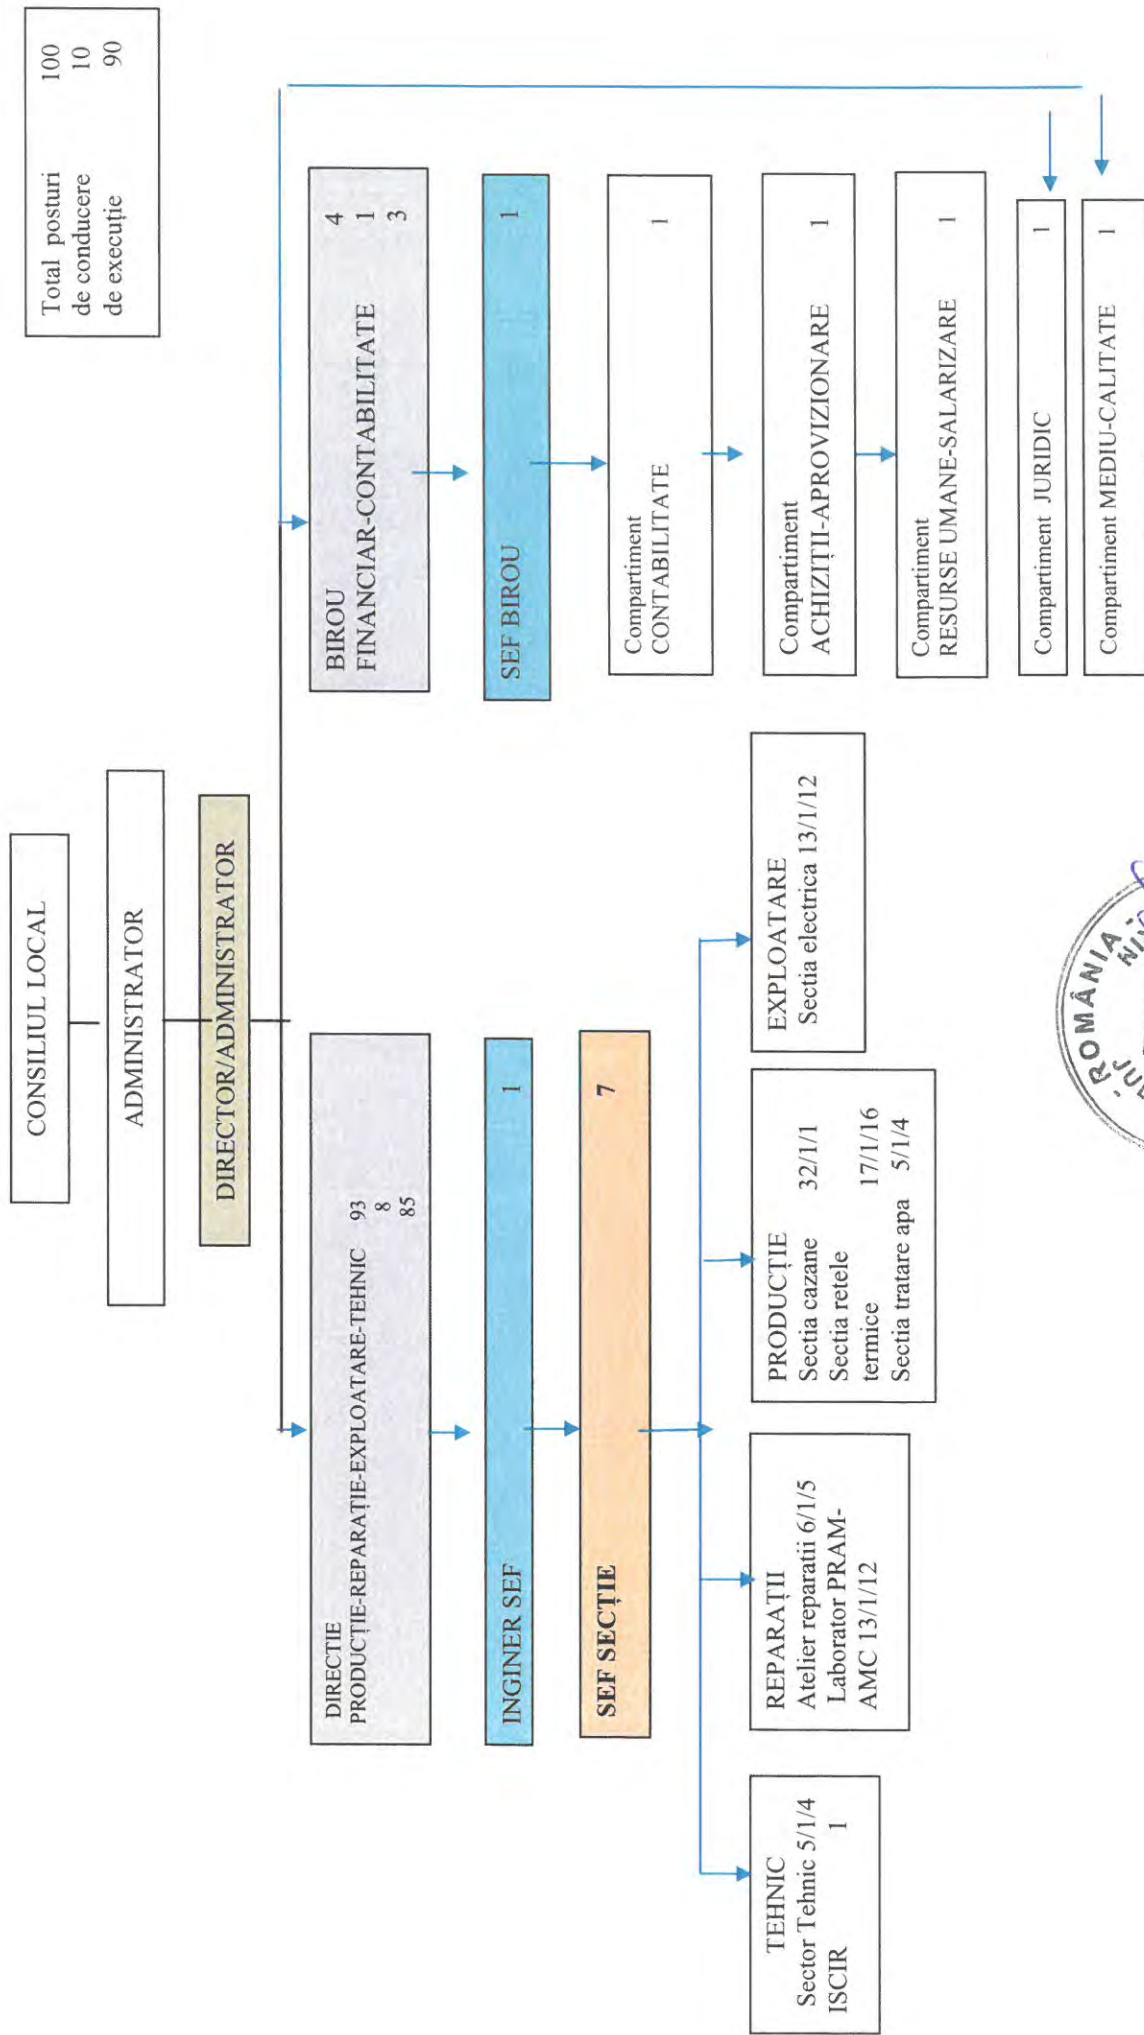 CONSILIUL LOCAL
Total posturi 100
de conducere 10
de execuție 90
ADMINISTRATOR
DIRECTOR/ADMINISTRATOR
DIRECTIE
PRODUCȚIE-REPARAȚIE-EXPLOATARE-TEHNIC 93
8
85
BIROU 4
FINANCIAR-CONTABILITATE 1
3
INGINER SEF 1
SEF BIROU 1
SEF SECȚIE 7
Compartiment
CONTABILITATE 1
TEHNIC
Sector Tehnic 5/1/4
ISCIR 1
REPARAȚII
Atelier reparatii 6/1/5
Laborator PRAM-
AMC 13/1/12
PRODUCȚIE
Sectia cazane 32/1/1
Sectia retele
termice 17/1/16
Sectia tratare apa 5/1/4
EXPLOATARE
Sectia electrica 13/1/12
Compartiment
ACHIZIȚII-APROVIZIONARE 1
Compartiment
RESURSE UMANE-SALARIZARE 1
Compartiment JURIDIC 1
Compartiment MEDIU-CALITATE 1
ROMÂNIA